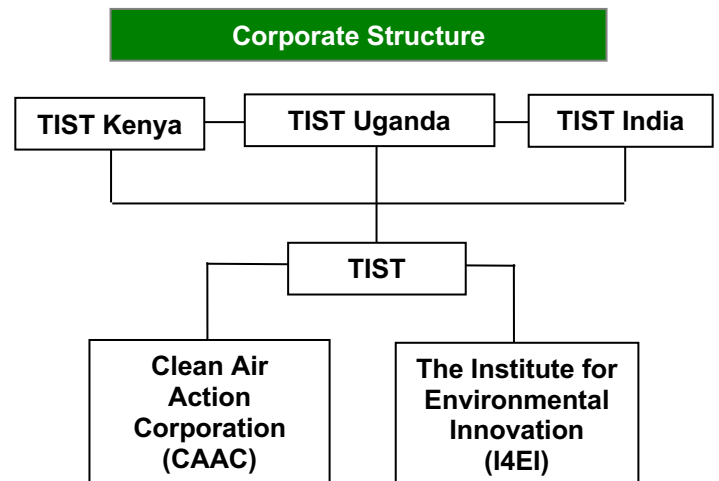 Corporate Structure
TIST Kenya
TIST Uganda
TIST India
TIST
Clean Air
Action
Corporation
(CAAC)
The Institute for
Environmental
Innovation
(I4EI)